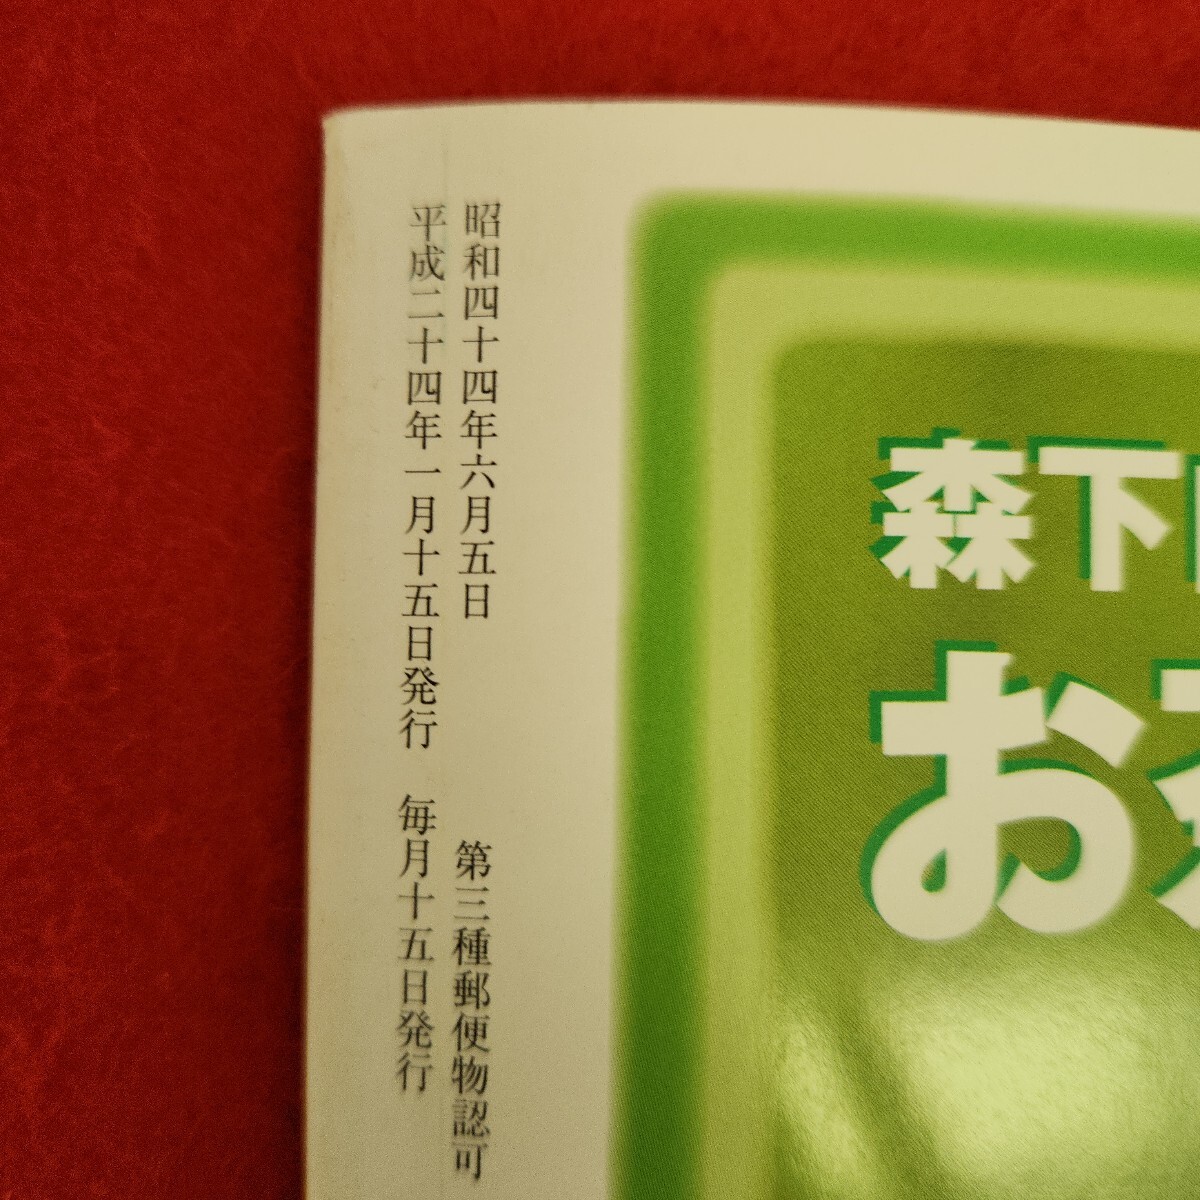 昭和四十四年六月五日　第三種郵便物認可
平成二十四年一月十五日発行　毎月十五日発行
森下
お